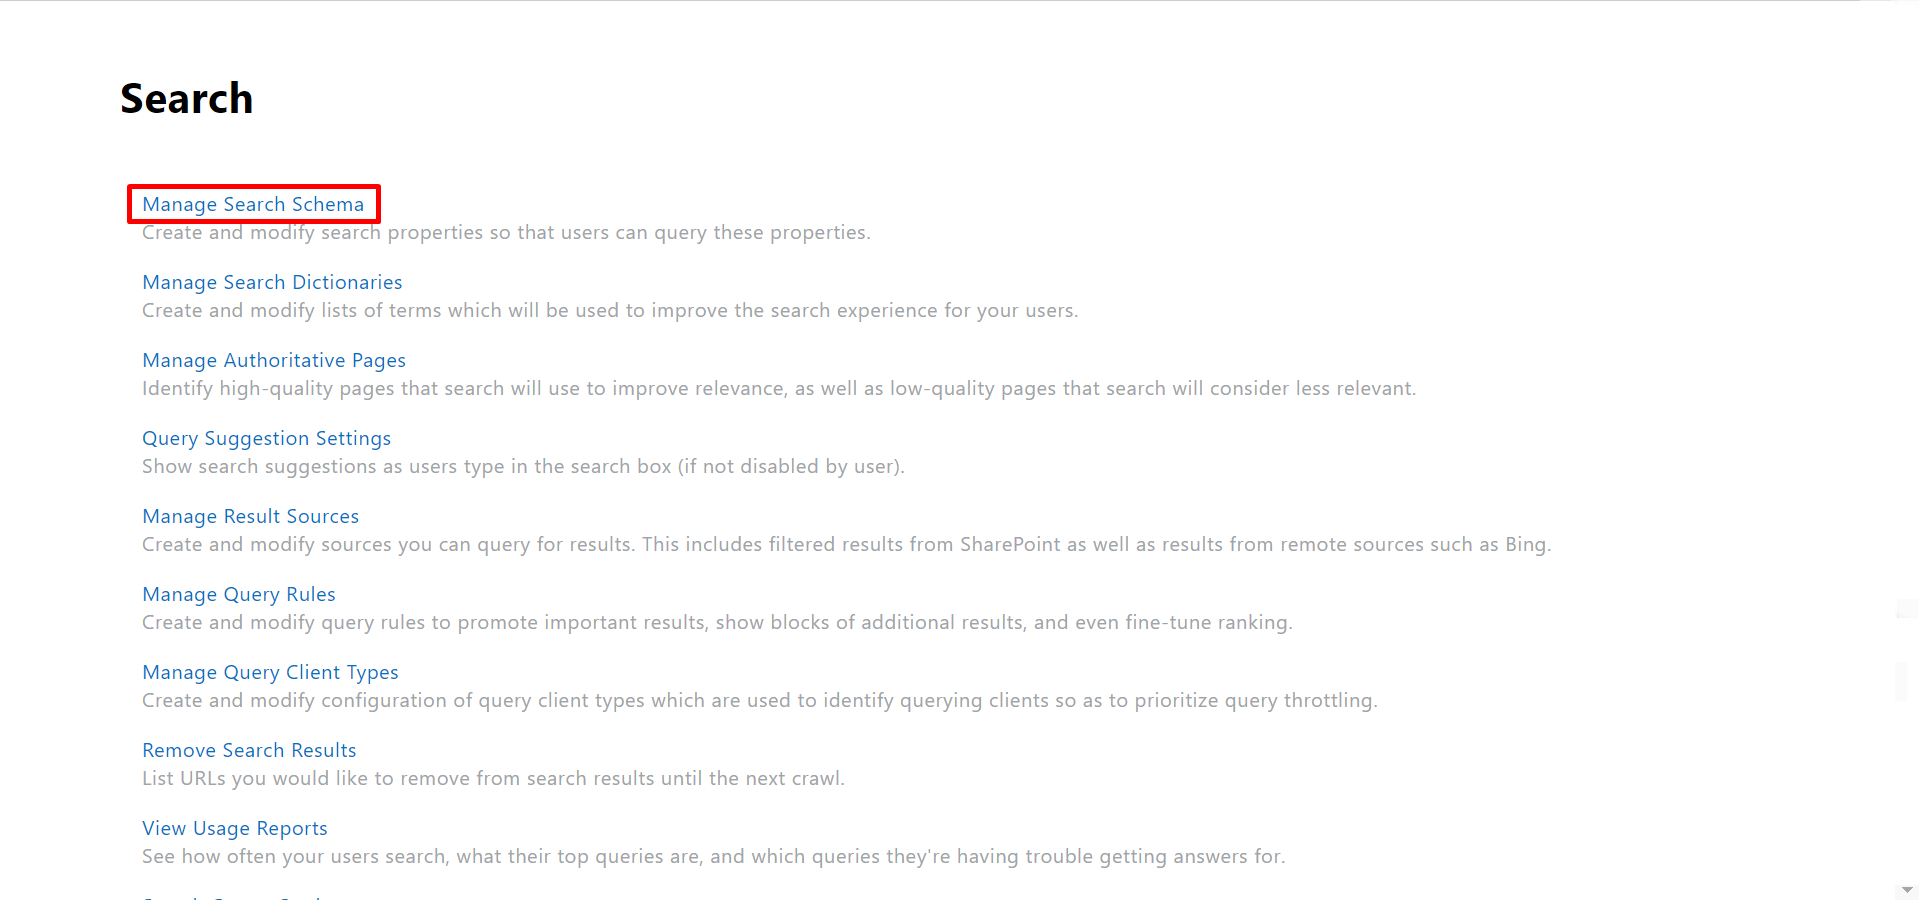 Search
Manage Search Schema
Create and modify search properties so that users can query these properties.
Manage Search Dictionaries
Create and modify lists of terms which will be used to improve the search experience for your users.
Manage Authoritative Pages
Identify high-quality pages that search will use to improve relevance, as well as low-quality pages that search will consider less relevant.
Query Suggestion Settings
Show search suggestions as users type in the search box (if not disabled by user).
Manage Result Sources
Create and modify sources you can query for results. This includes filtered results from SharePoint as well as results from remote sources such as Bing.
Manage Query Rules
Create and modify query rules to promote important results, show blocks of additional results, and even fine-tune ranking.
Manage Query Client Types
Create and modify configuration of query client types which are used to identify querying clients so as to prioritize query throttling.
Remove Search Results
List URLs you would like to remove from search results until the next crawl.
View Usage Reports
See how often your users search, what their top queries are, and which queries they're having trouble getting answers for.